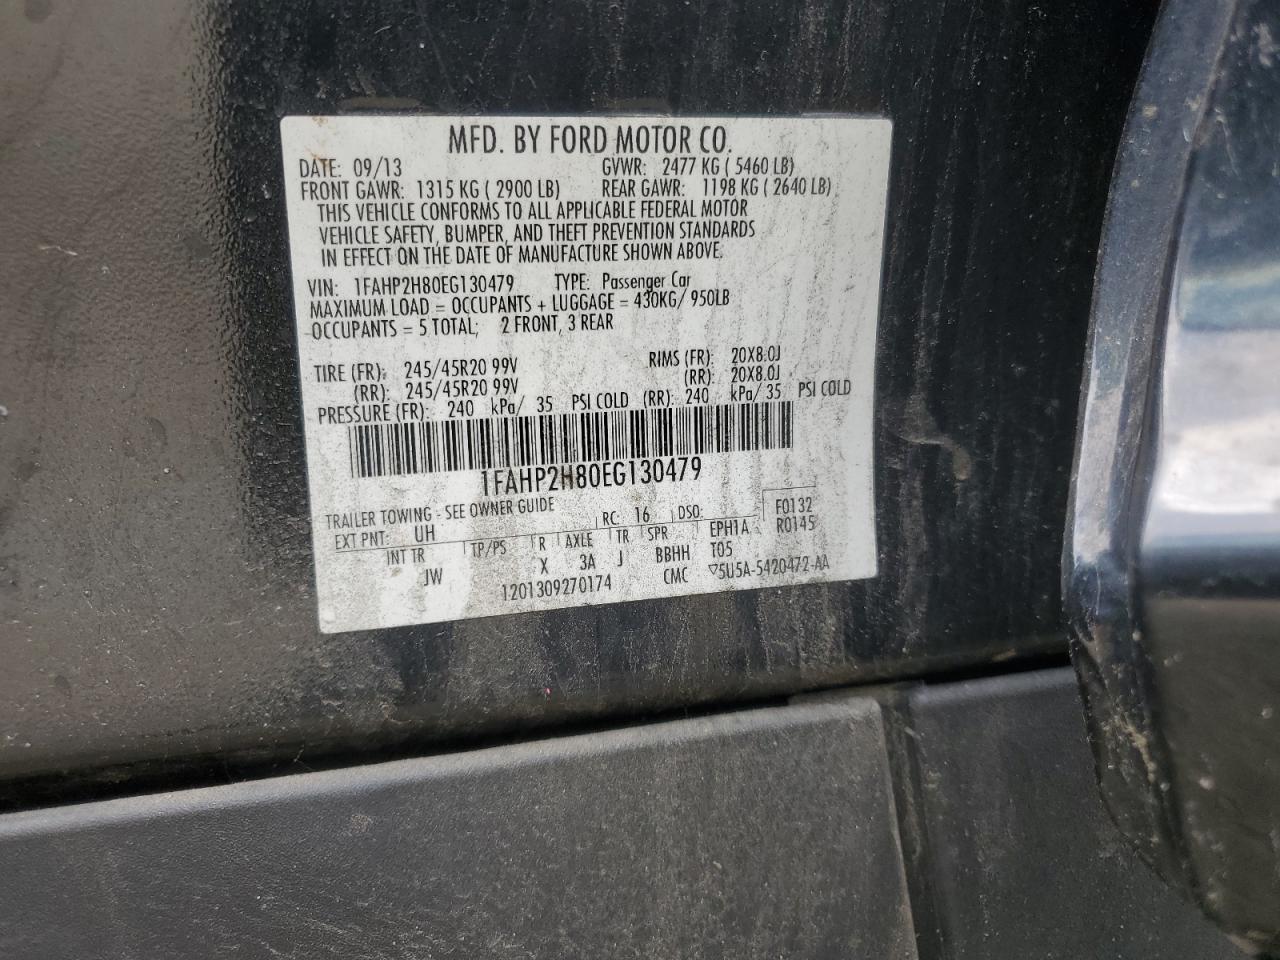 MFD. BY FORD MOTOR CO.
DATE: 09/13 GVWR: 2477 KG ( 5460 LB)
FRONT GAWR: 1315 KG ( 2900 LB) REAR GAWR: 1198 KG ( 2640 LB)
THIS VEHICLE CONFORMS TO ALL APPLICABLE FEDERAL MOTOR
VEHICLE SAFETY, BUMPER, AND THEFT PREVENTION STANDARDS
IN EFFECT ON THE DATE OF MANUFACTURE SHOWN ABOVE.
VIN: 1FAHP2H80EG130479 TYPE: Passenger Car
MAXIMUM LOAD = OCCUPANTS + LUGGAGE = 430KG/ 950LB
OCCUPANTS = 5 TOTAL; 2 FRONT, 3 REAR
TIRE (FR): 245/45R20 99V RIMS (FR): 20X8.0J
(RR): 245/45R20 99V (RR): 20X8.0J
PRESSURE (FR): 240 kPa/ 35 PSI COLD (RR): 240 kPa/ 35 PSI COLD
1FAHP2H80EG130479
TRAILER TOWING - SEE OWNER GUIDE
EXT PNT: UH RC: 16 DSO: F0132
R0145
INT TR TP/PS R AXLE TR SPR EPH1A
JW X 3A J BBHH T05
1201309270174 CMC ▽5U5A-5420472-AA